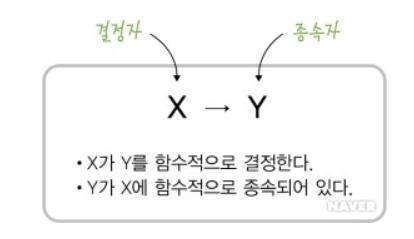 결정자 종속자
X → Y
• X가 Y를 함수적으로 결정한다.
• Y가 X에 함수적으로 종속되어 있다.
NAVER